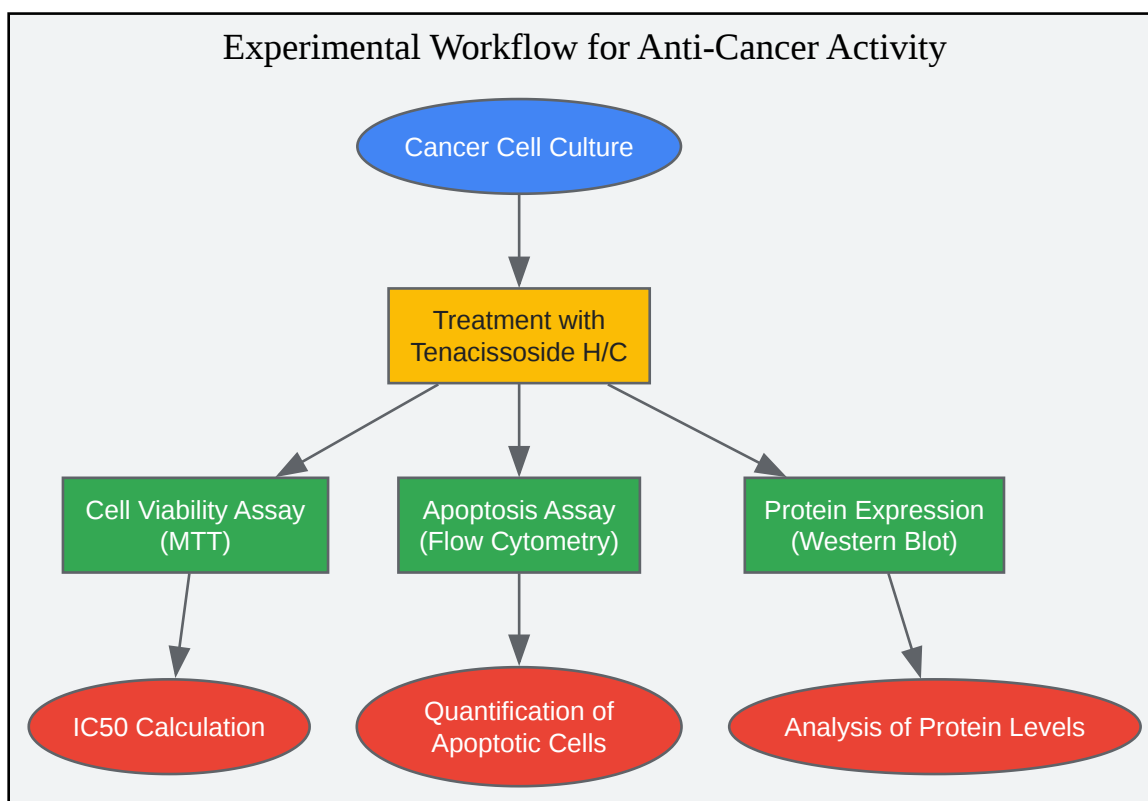 Experimental Workflow for Anti-Cancer Activity
Cancer Cell Culture
Treatment with
Tenacissoside H/C
Cell Viability Assay
(MTT)
Apoptosis Assay
(Flow Cytometry)
Protein Expression
(Western Blot)
IC50 Calculation
Quantification of
Apoptotic Cells
Analysis of Protein Levels